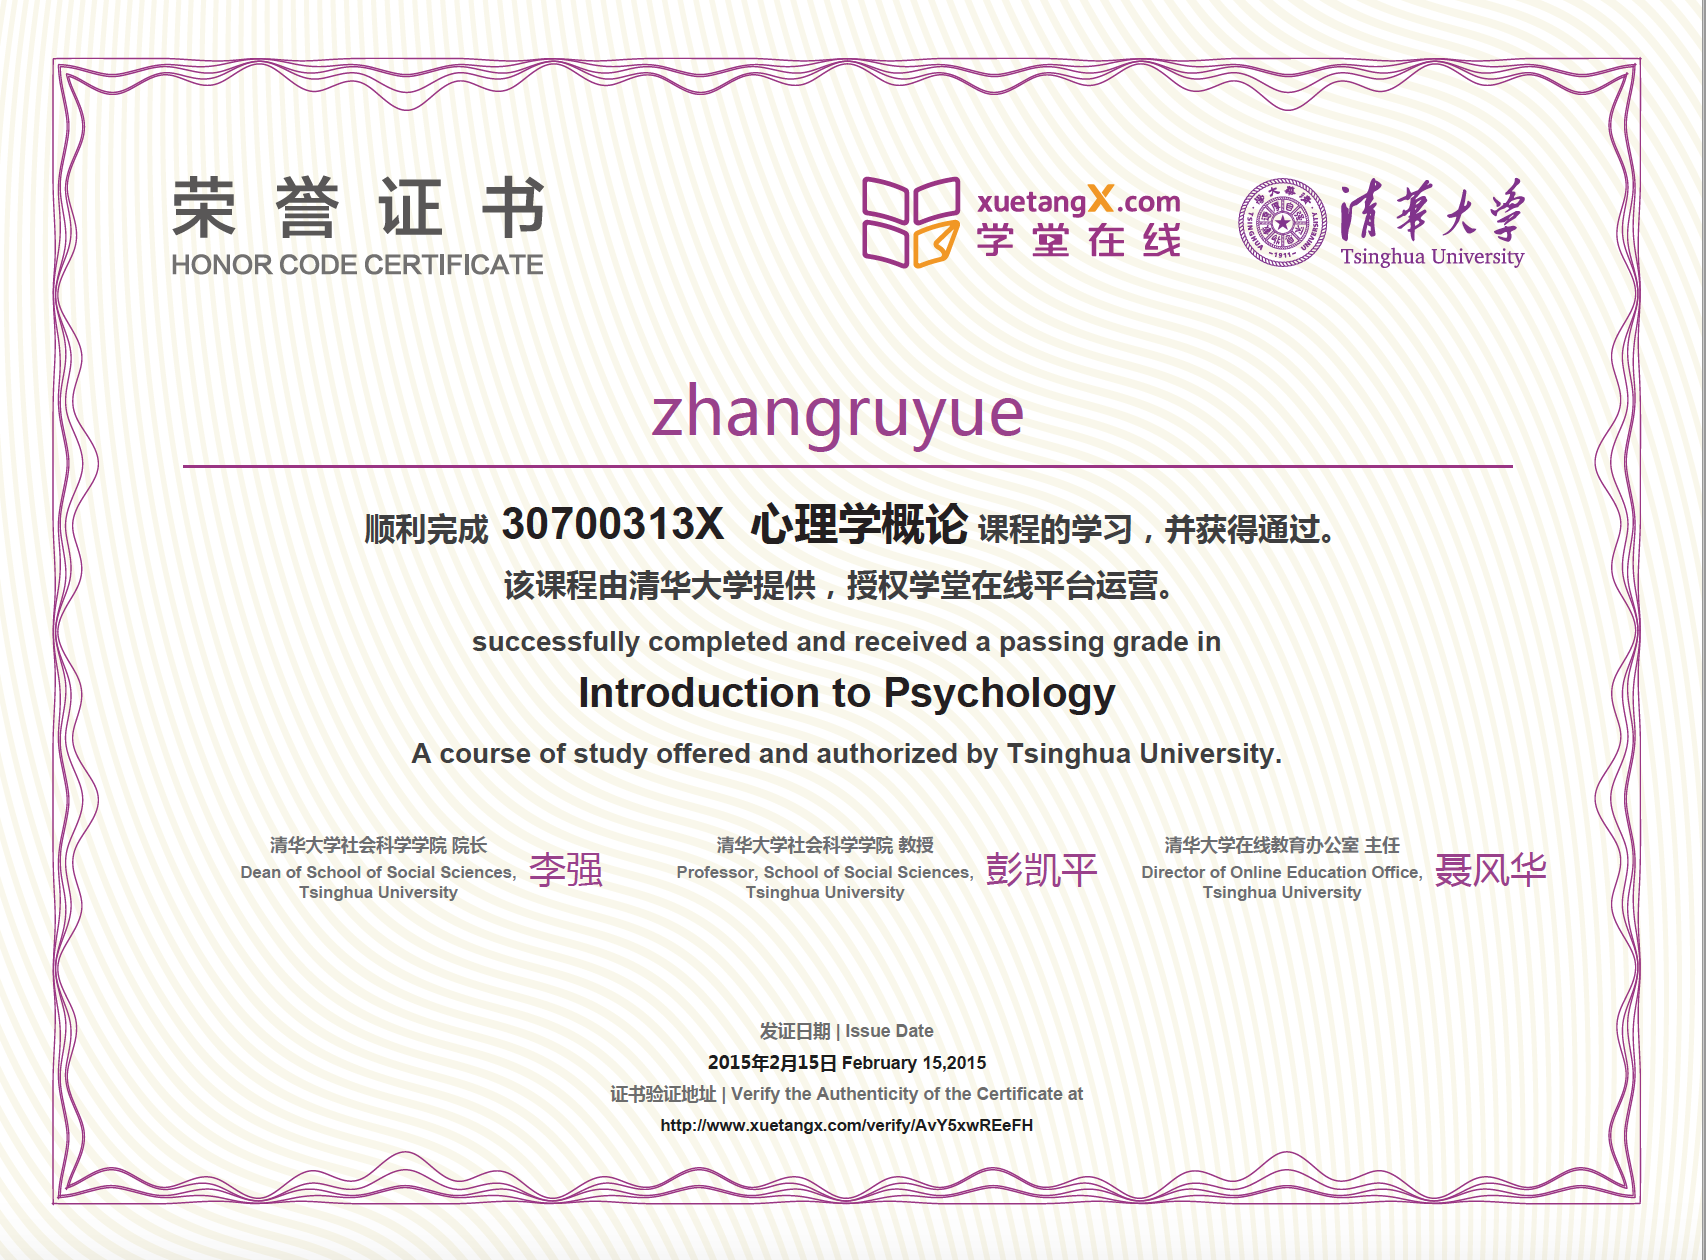 荣誉证书
HONOR CODE CERTIFICATE
xuetangX.com
学堂在线
清華大学
Tsinghua University
TSINGHUA UNIVERSITY
-1911-
zhangruyue
顺利完成 30700313X 心理学概论 课程的学习，并获得通过。
该课程由清华大学提供，授权学堂在线平台运营。
successfully completed and received a passing grade in
Introduction to Psychology
A course of study offered and authorized by Tsinghua University.
清华大学社会科学学院 院长
Dean of School of Social Sciences,
Tsinghua University
李强
清华大学社会科学学院 教授
Professor, School of Social Sciences,
Tsinghua University
彭凯平
清华大学在线教育办公室 主任
Director of Online Education Office,
Tsinghua University
聂风华
发证日期 | Issue Date
2015年2月15日 February 15,2015
证书验证地址 | Verify the Authenticity of the Certificate at
http://www.xuetangx.com/verify/AvY5xwREeFH